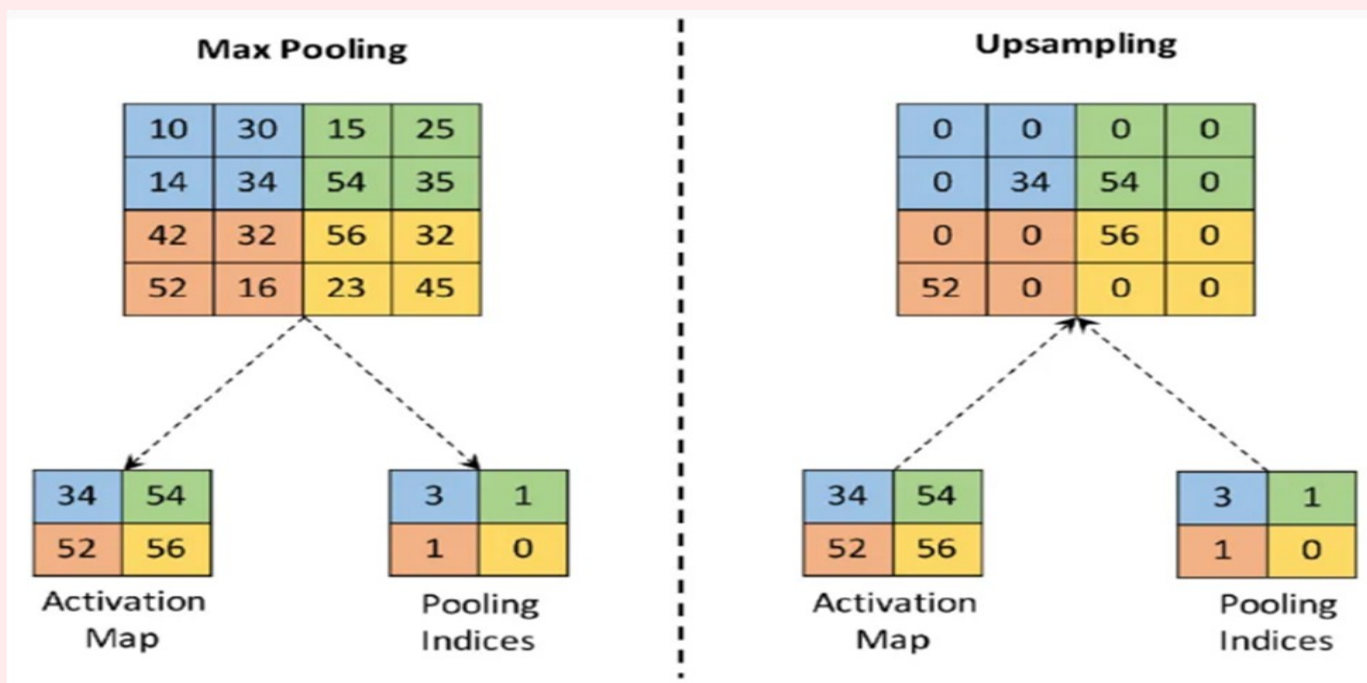 Max Pooling
10 30 15 25
14 34 54 35
42 32 56 32
52 16 23 45
34 54
52 56
Activation
Map
3 1
1 0
Pooling
Indices
Upsampling
0 0 0 0
0 34 54 0
0 0 56 0
52 0 0 0
34 54
52 56
Activation
Map
3 1
1 0
Pooling
Indices